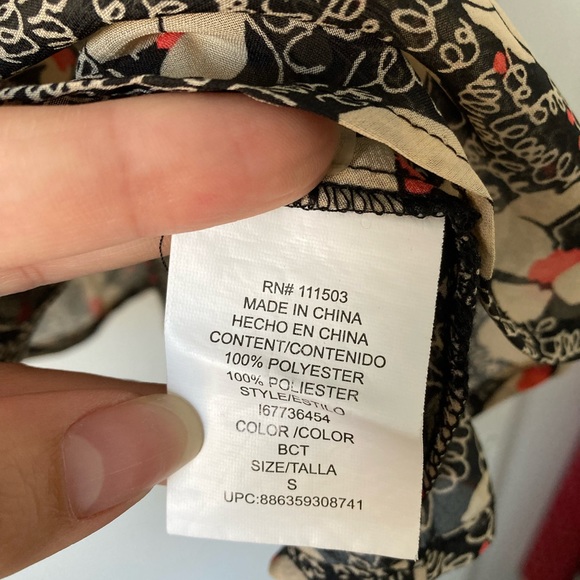 RN# 111503
MADE IN CHINA
HECHO EN CHINA
CONTENT/CONTENIDO
100% POLYESTER
100% POLIESTER
STYLE/ESTILO
I67736454
COLOR /COLOR
BCT
SIZE/TALLA
S
UPC:886359308741